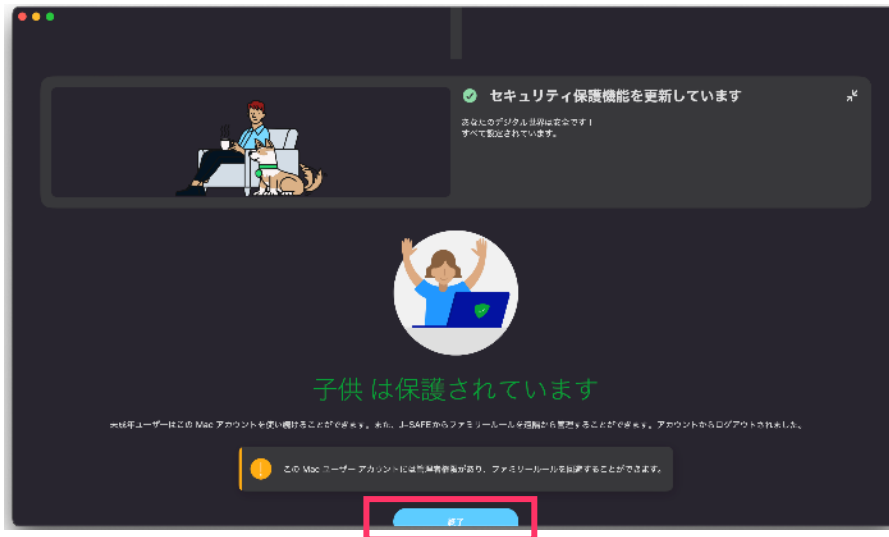 セキュリティ保護機能を更新しています
あなたのデジタル世界は安全です！
すべて設定されています。
子供 は保護されています
未成年ユーザーはこの Mac アカウントを使い続けることができます。また、J-SAFEからファミリールールを遠隔から管理することができます。アカウントからログアウトされました。
この Mac ユーザー アカウントには管理者権限があり、ファミリールールを回避することができます。
終了